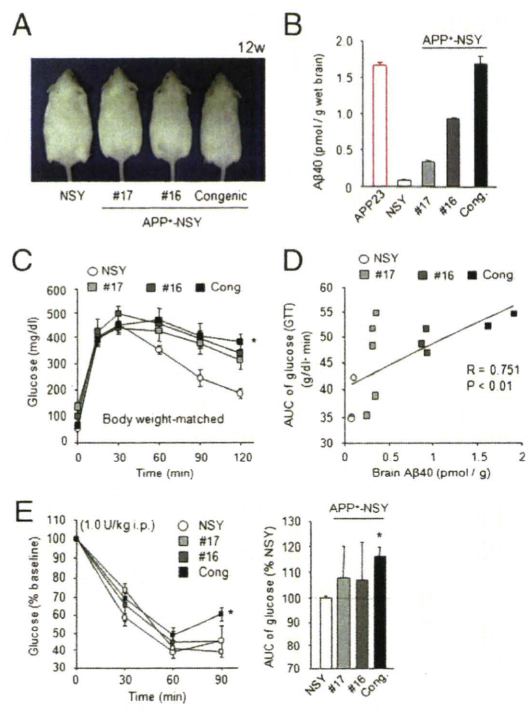 A
12w
NSY #17 #16 Congenic
APP⁺-NSY
B
APP⁺-NSY
Aβ40 (pmol / g wet brain)
2.0
1.5
1.0
0.5
0
APP23 NSY #17 #16 Cong.
C
NSY
#17 #16 Cong.
Glucose (mg/dl)
600
500
400
300
200
100
0
*
Body weight-matched
0 30 60 90 120
Time (min)
D
NSY
#17 #16 Cong.
AUC of glucose (GTT)
(g/dl· min)
60
55
50
45
40
35
30
R = 0.751
P < 0.01
0 0.5 1 1.5 2
Brain Aβ40 (pmol / g)
E
(1.0 U/kg i.p.)
NSY
#17
#16
Cong
Glucose (% baseline)
100
90
80
70
60
50
40
30
*
0 30 60 90
Time (min)
APP⁺-NSY
AUC of glucose (% NSY)
130
120
110
100
90
80
70
*
NSY #17 #16 Cong.